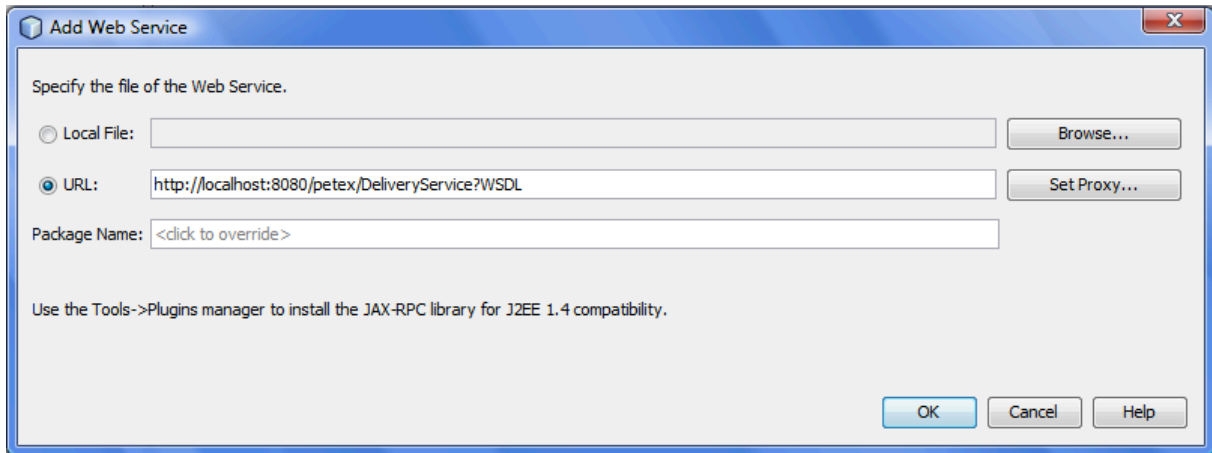 Add Web Service
Specify the file of the Web Service.
Local File: Browse...
URL: http://localhost:8080/petex/DeliveryService?WSDL Set Proxy...
Package Name: <click to override>
Use the Tools->Plugins manager to install the JAX-RPC library for J2EE 1.4 compatibility.
OK Cancel Help